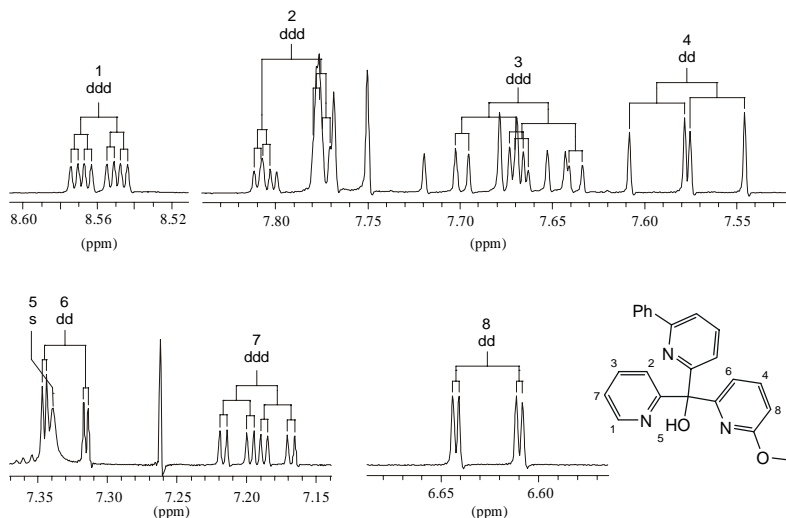 1
ddd
2
ddd
3
ddd
4
dd
8.60 8.56 8.52
(ppm)
7.80 7.75 7.70 7.65 7.60 7.55
(ppm)
5
s
6
dd
7
ddd
8
dd
7.35 7.30 7.25 7.20 7.15
(ppm)
6.65 6.60
(ppm)
Ph
N
3 2 6 4
7 8
1 N 5 HO N
O